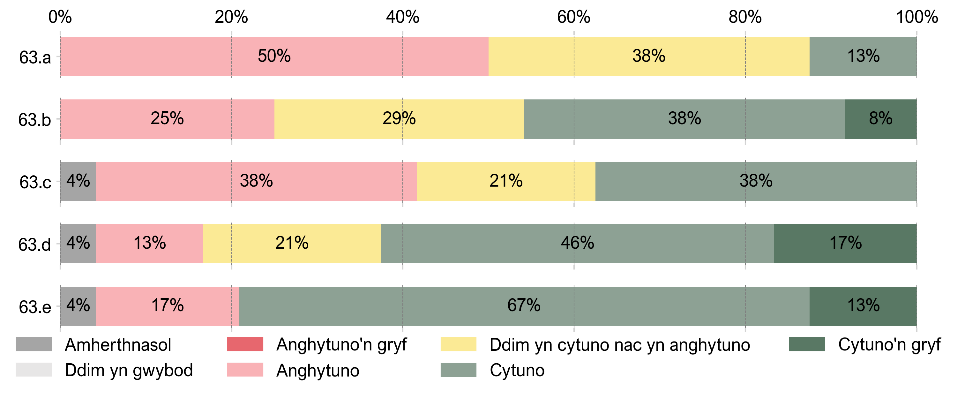 0% 20% 40% 60% 80% 100%
63.a 50% 38% 13%
63.b 25% 29% 38% 8%
63.c 4% 38% 21% 38%
63.d 4% 13% 21% 46% 17%
63.e 4% 17% 67% 13%
Amherthnasol Anghytuno'n gryf Ddim yn cytuno nac yn anghytuno Cytuno'n gryf
Ddim yn gwybod Anghytuno Cytuno